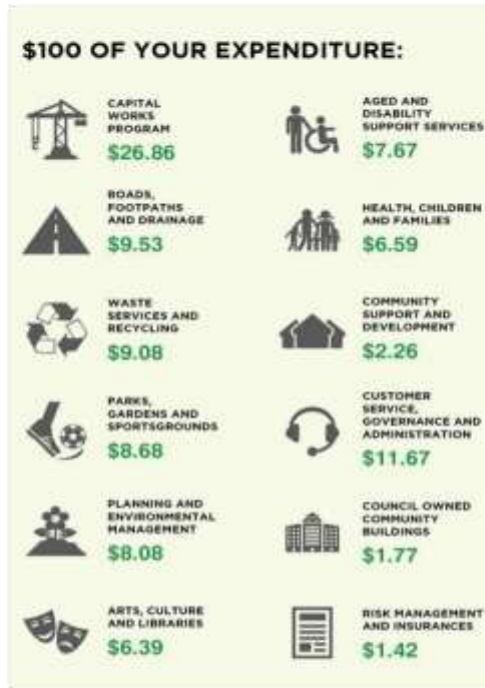 $100 OF YOUR EXPENDITURE:
CAPITAL
WORKS
PROGRAM
$26.86
AGED AND
DISABILITY
SUPPORT SERVICES
$7.67
ROADS,
FOOTPATHS
AND DRAINAGE
$9.53
HEALTH, CHILDREN
AND FAMILIES
$6.59
WASTE
SERVICES AND
RECYCLING
$9.08
COMMUNITY
SUPPORT AND
DEVELOPMENT
$2.26
PARKS,
GARDENS AND
SPORTSGROUNDS
$8.68
CUSTOMER
SERVICE,
GOVERNANCE AND
ADMINISTRATION
$11.67
PLANNING AND
ENVIRONMENTAL
MANAGEMENT
$8.08
COUNCIL OWNED
COMMUNITY
BUILDINGS
$1.77
ARTS, CULTURE
AND LIBRARIES
$6.39
RISK MANAGEMENT
AND INSURANCES
$1.42